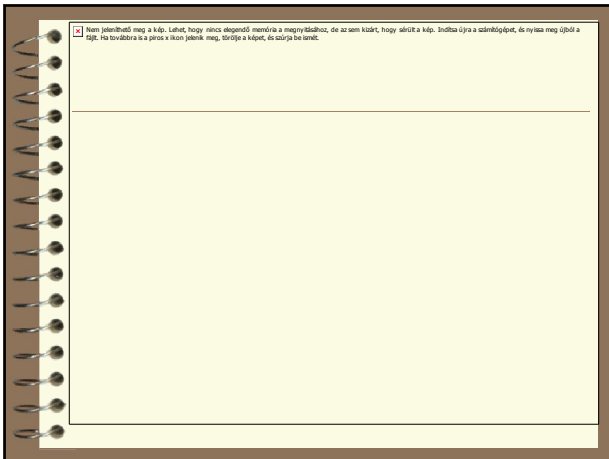 Nem jeleníthető meg a kép. Lehet, hogy nincs elegendő memória a megnyitásához, de az sem kizárt, hogy sérült a kép. Indítsa újra a számítógépet, és nyissa meg újból a
fájlt. Ha továbbra is a piros x ikon jelenik meg, törölje a képet, és szúrja be ismét.